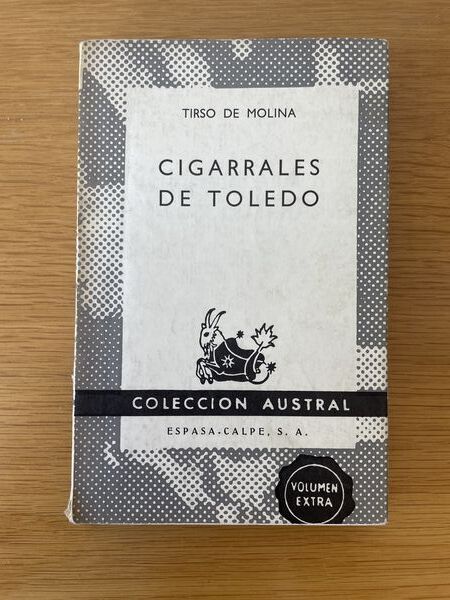 TIRSO DE MOLINA
CIGARRALES
DE TOLEDO
COLECCION AUSTRAL
ESPASA-CALPE, S. A.
VOLUMEN
EXTRA